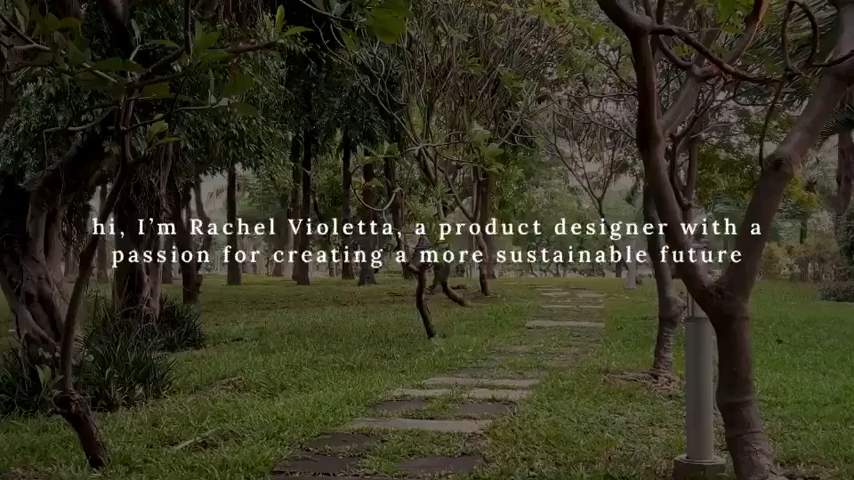 hi, I’m Rachel Violetta, a product designer with a
passion for creating a more sustainable future